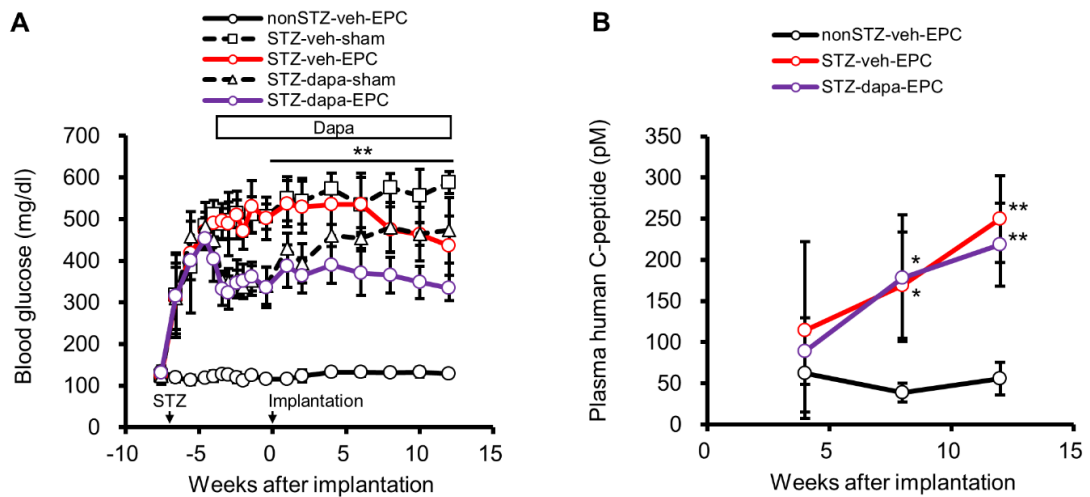 A
nonSTZ-veh-EPC
STZ-veh-sham
STZ-veh-EPC
STZ-dapa-sham
STZ-dapa-EPC
Dapa
**
Blood glucose (mg/dl)
700
600
500
400
300
200
100
0
STZ
Implantation
-10
-5
0
5
10
15
Weeks after implantation
B
nonSTZ-veh-EPC
STZ-veh-EPC
STZ-dapa-EPC
Plasma human C-peptide (pM)
350
300
250
200
150
100
50
0
*
*
**
**
0
5
10
15
Weeks after implantation